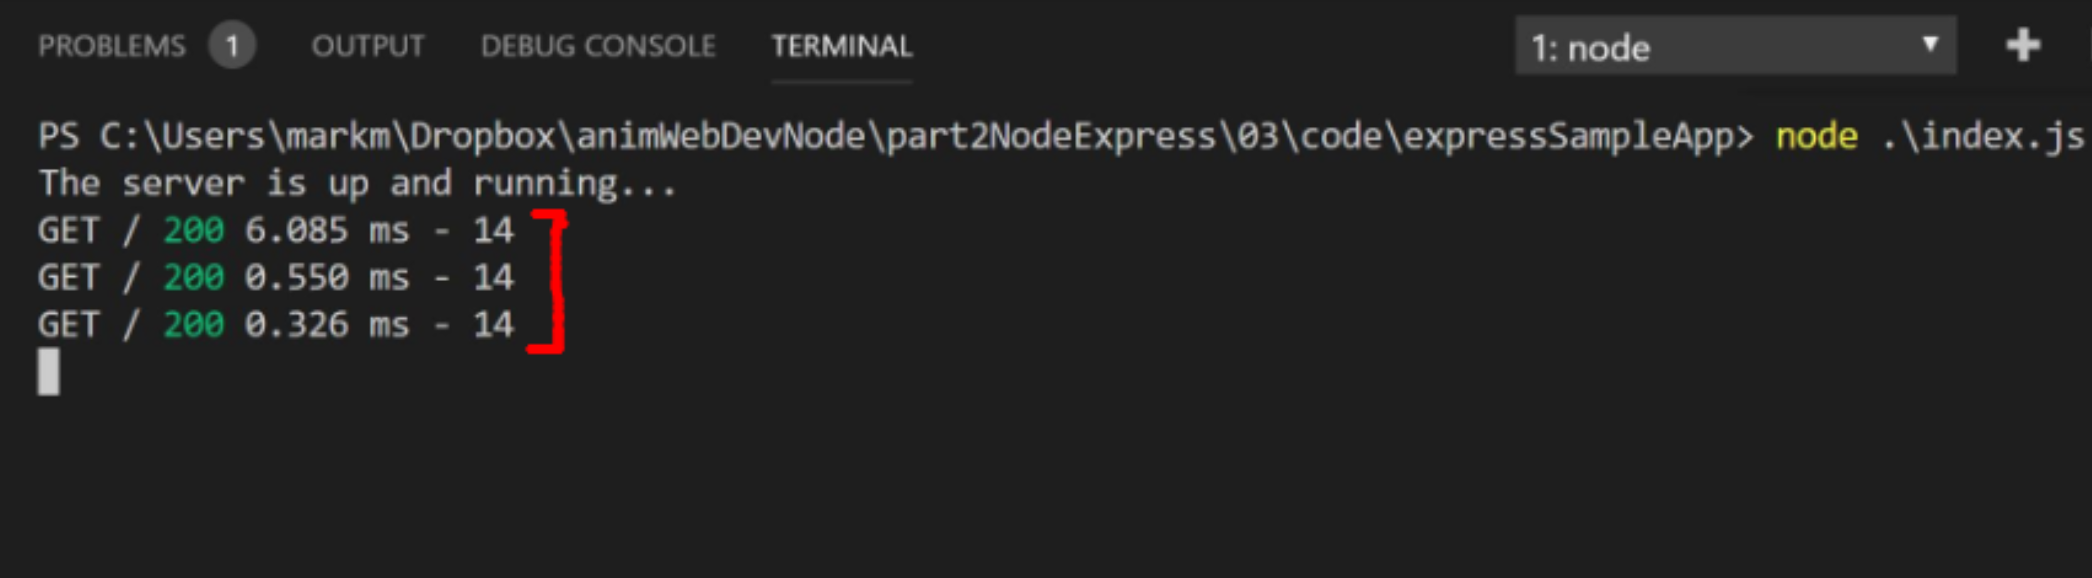 PROBLEMS 1 OUTPUT DEBUG CONSOLE TERMINAL 1: node
PS C:\Users\markm\Dropbox\animWebDevNode\part2NodeExpress\03\code\expressSampleApp> node .\index.js
The server is up and running...
GET / 200 6.085 ms - 14
GET / 200 0.550 ms - 14
GET / 200 0.326 ms - 14